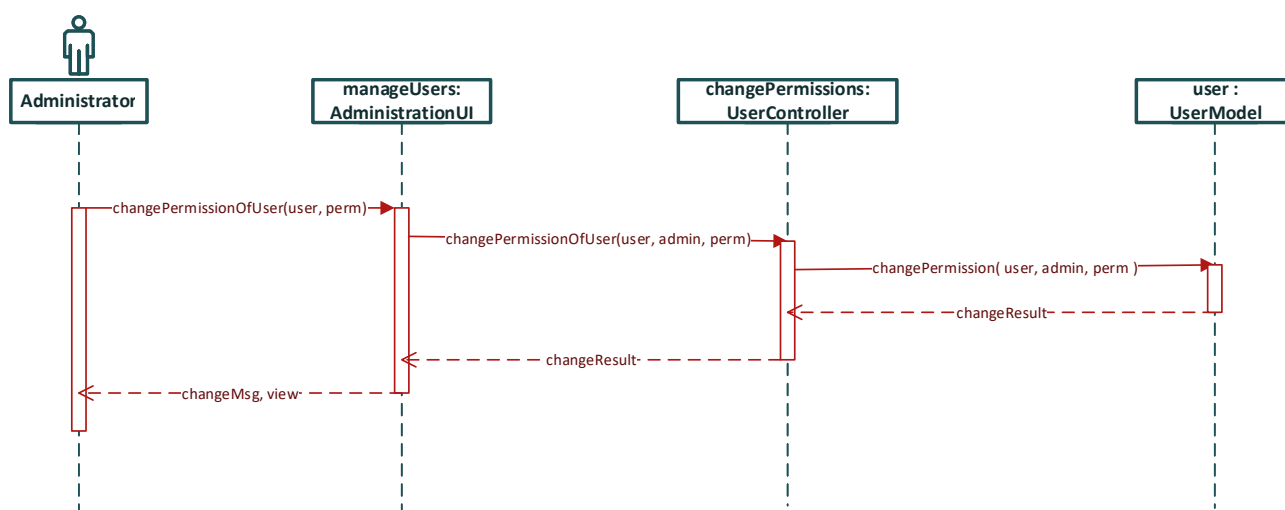 Administrator
manageUsers:
AdministrationUI
changePermissions:
UserController
user :
UserModel
changePermissionOfUser(user, perm)
changePermissionOfUser(user, admin, perm)
changePermission( user, admin, perm )
changeResult
changeResult
changeMsg, view